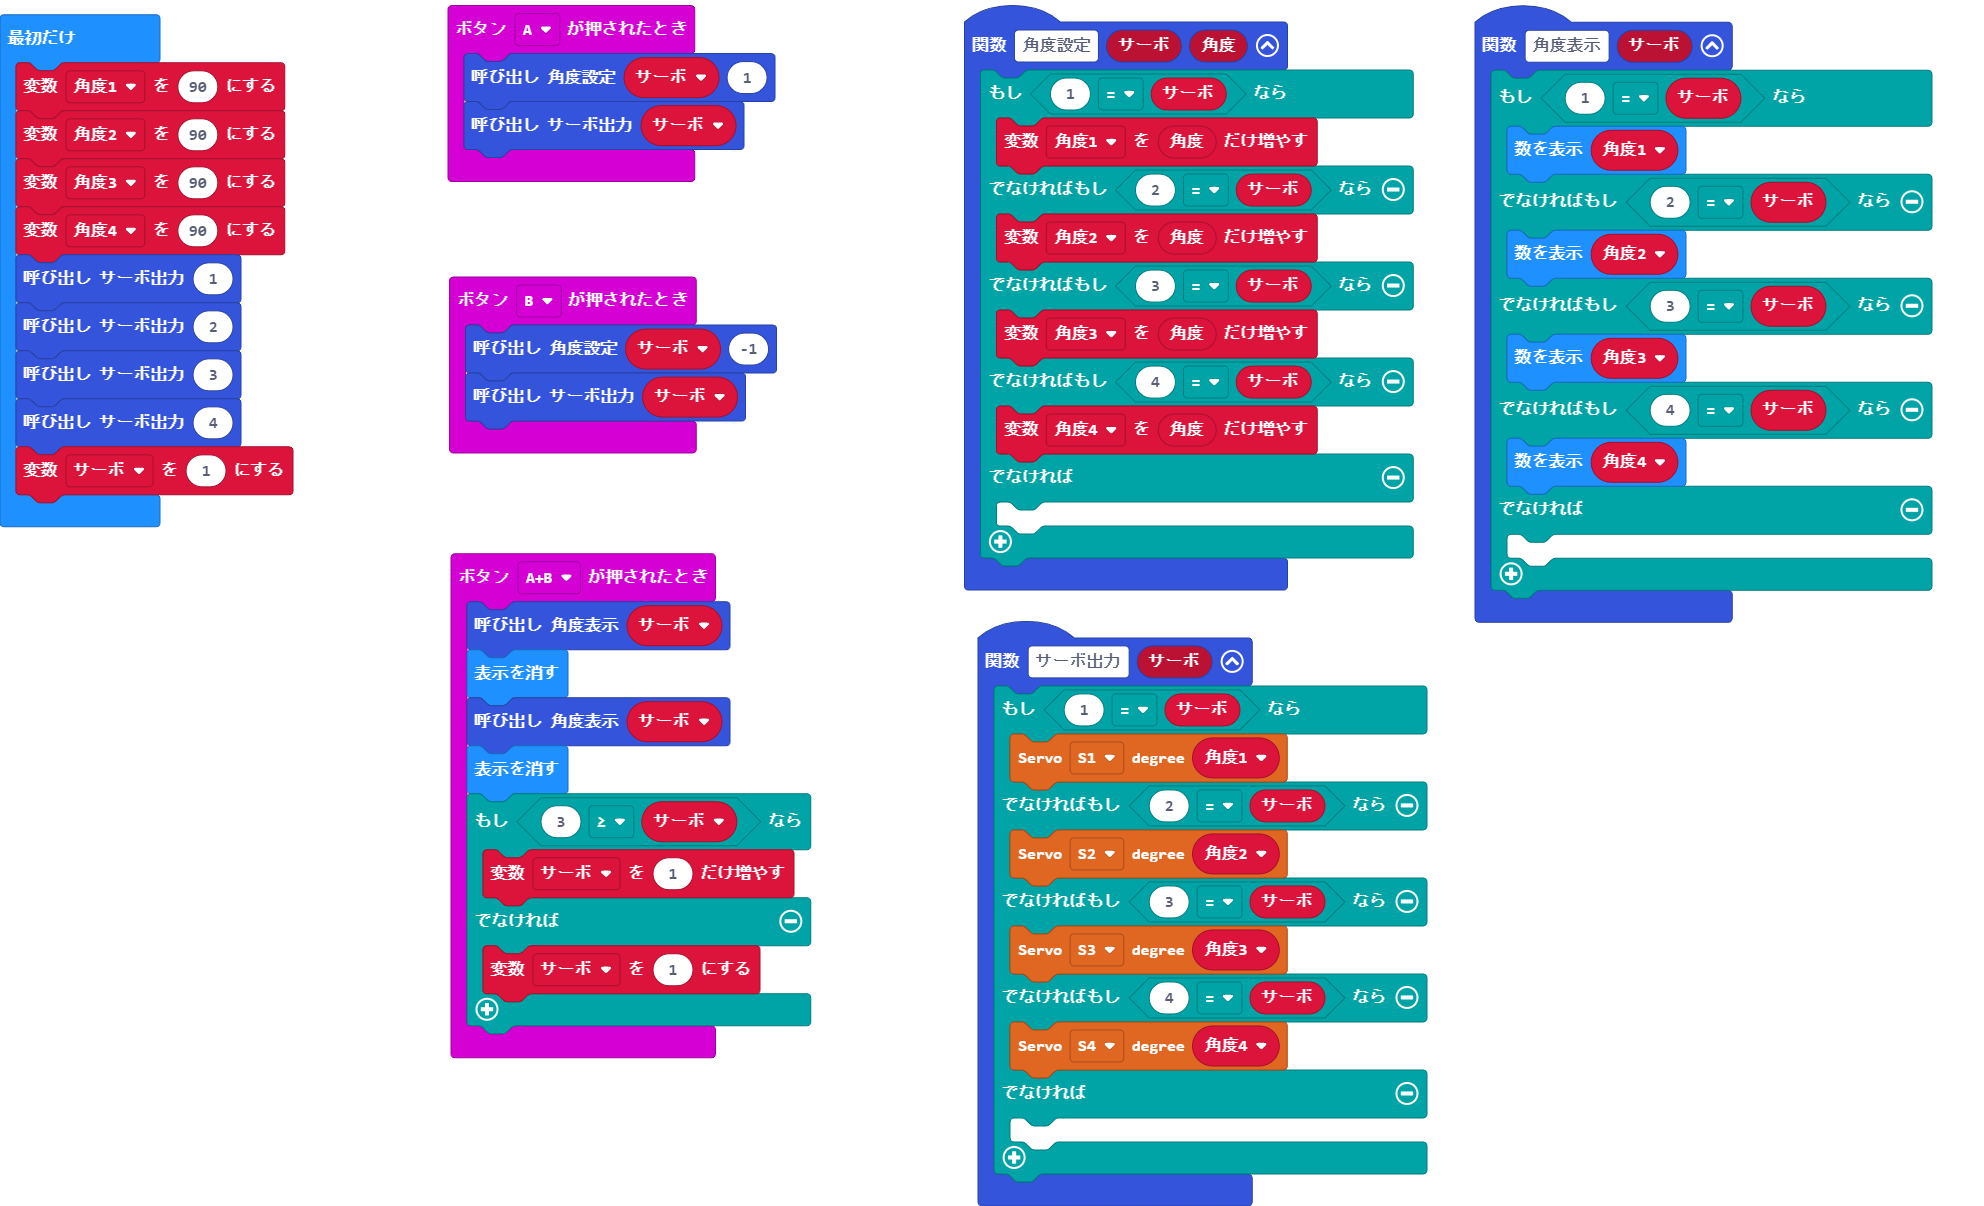 最初だけ
変数 角度1 を 90 にする
変数 角度2 を 90 にする
変数 角度3 を 90 にする
変数 角度4 を 90 にする
呼び出し サーボ出力 1
呼び出し サーボ出力 2
呼び出し サーボ出力 3
呼び出し サーボ出力 4
変数 サーボ を 1 にする
ボタン A が押されたとき
呼び出し 角度設定 サーボ 1
呼び出し サーボ出力 サーボ
ボタン B が押されたとき
呼び出し 角度設定 サーボ -1
呼び出し サーボ出力 サーボ
ボタン A+B が押されたとき
呼び出し 角度表示 サーボ
表示を消す
呼び出し 角度表示 サーボ
表示を消す
もし 3 ≥ サーボ なら
変数 サーボ を 1 だけ増やす
でなければ
変数 サーボ を 1 にする
関数 角度設定 サーボ 角度
もし 1 = サーボ なら
変数 角度1 を 角度 だけ増やす
でなければもし 2 = サーボ なら
変数 角度2 を 角度 だけ増やす
でなければもし 3 = サーボ なら
変数 角度3 を 角度 だけ増やす
でなければもし 4 = サーボ なら
変数 角度4 を 角度 だけ増やす
でなければ
関数 サーボ出力 サーボ
もし 1 = サーボ なら
Servo S1 degree 角度1
でなければもし 2 = サーボ なら
Servo S2 degree 角度2
でなければもし 3 = サーボ なら
Servo S3 degree 角度3
でなければもし 4 = サーボ なら
Servo S4 degree 角度4
でなければ
関数 角度表示 サーボ
もし 1 = サーボ なら
数を表示 角度1
でなければもし 2 = サーボ なら
数を表示 角度2
でなければもし 3 = サーボ なら
数を表示 角度3
でなければもし 4 = サーボ なら
数を表示 角度4
でなければ